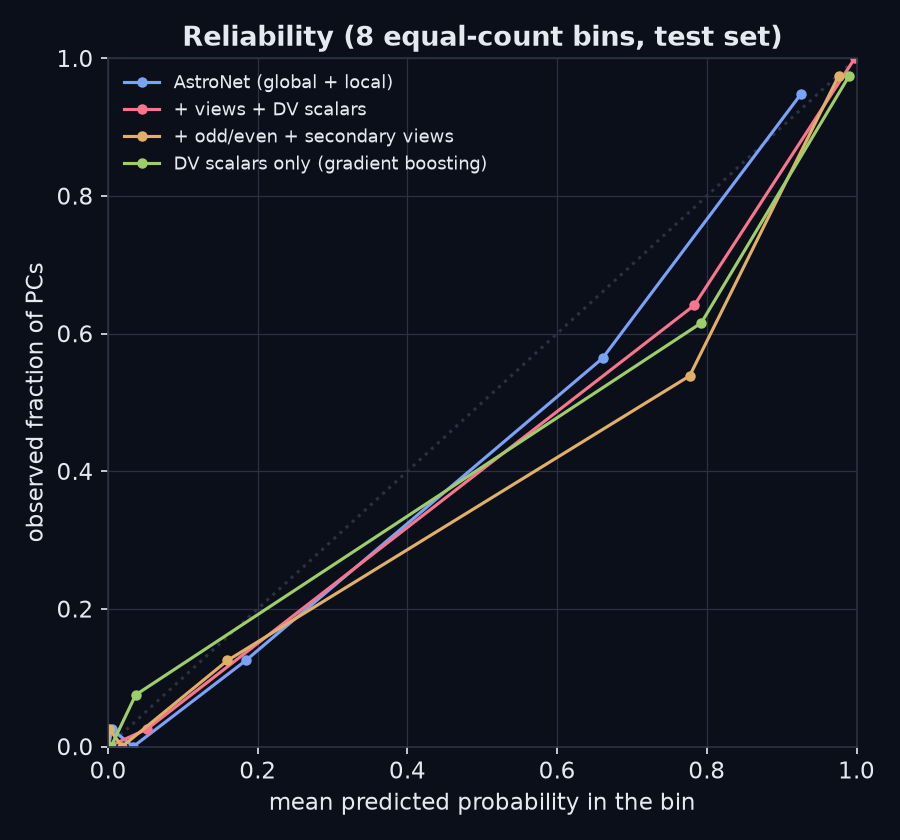 Reliability (8 equal-count bins, test set)
AstroNet (global + local)
+ views + DV scalars
+ odd/even + secondary views
DV scalars only (gradient boosting)
1.0
0.8
0.6
0.4
0.2
0.0
observed fraction of PCs
0.0 0.2 0.4 0.6 0.8 1.0
mean predicted probability in the bin